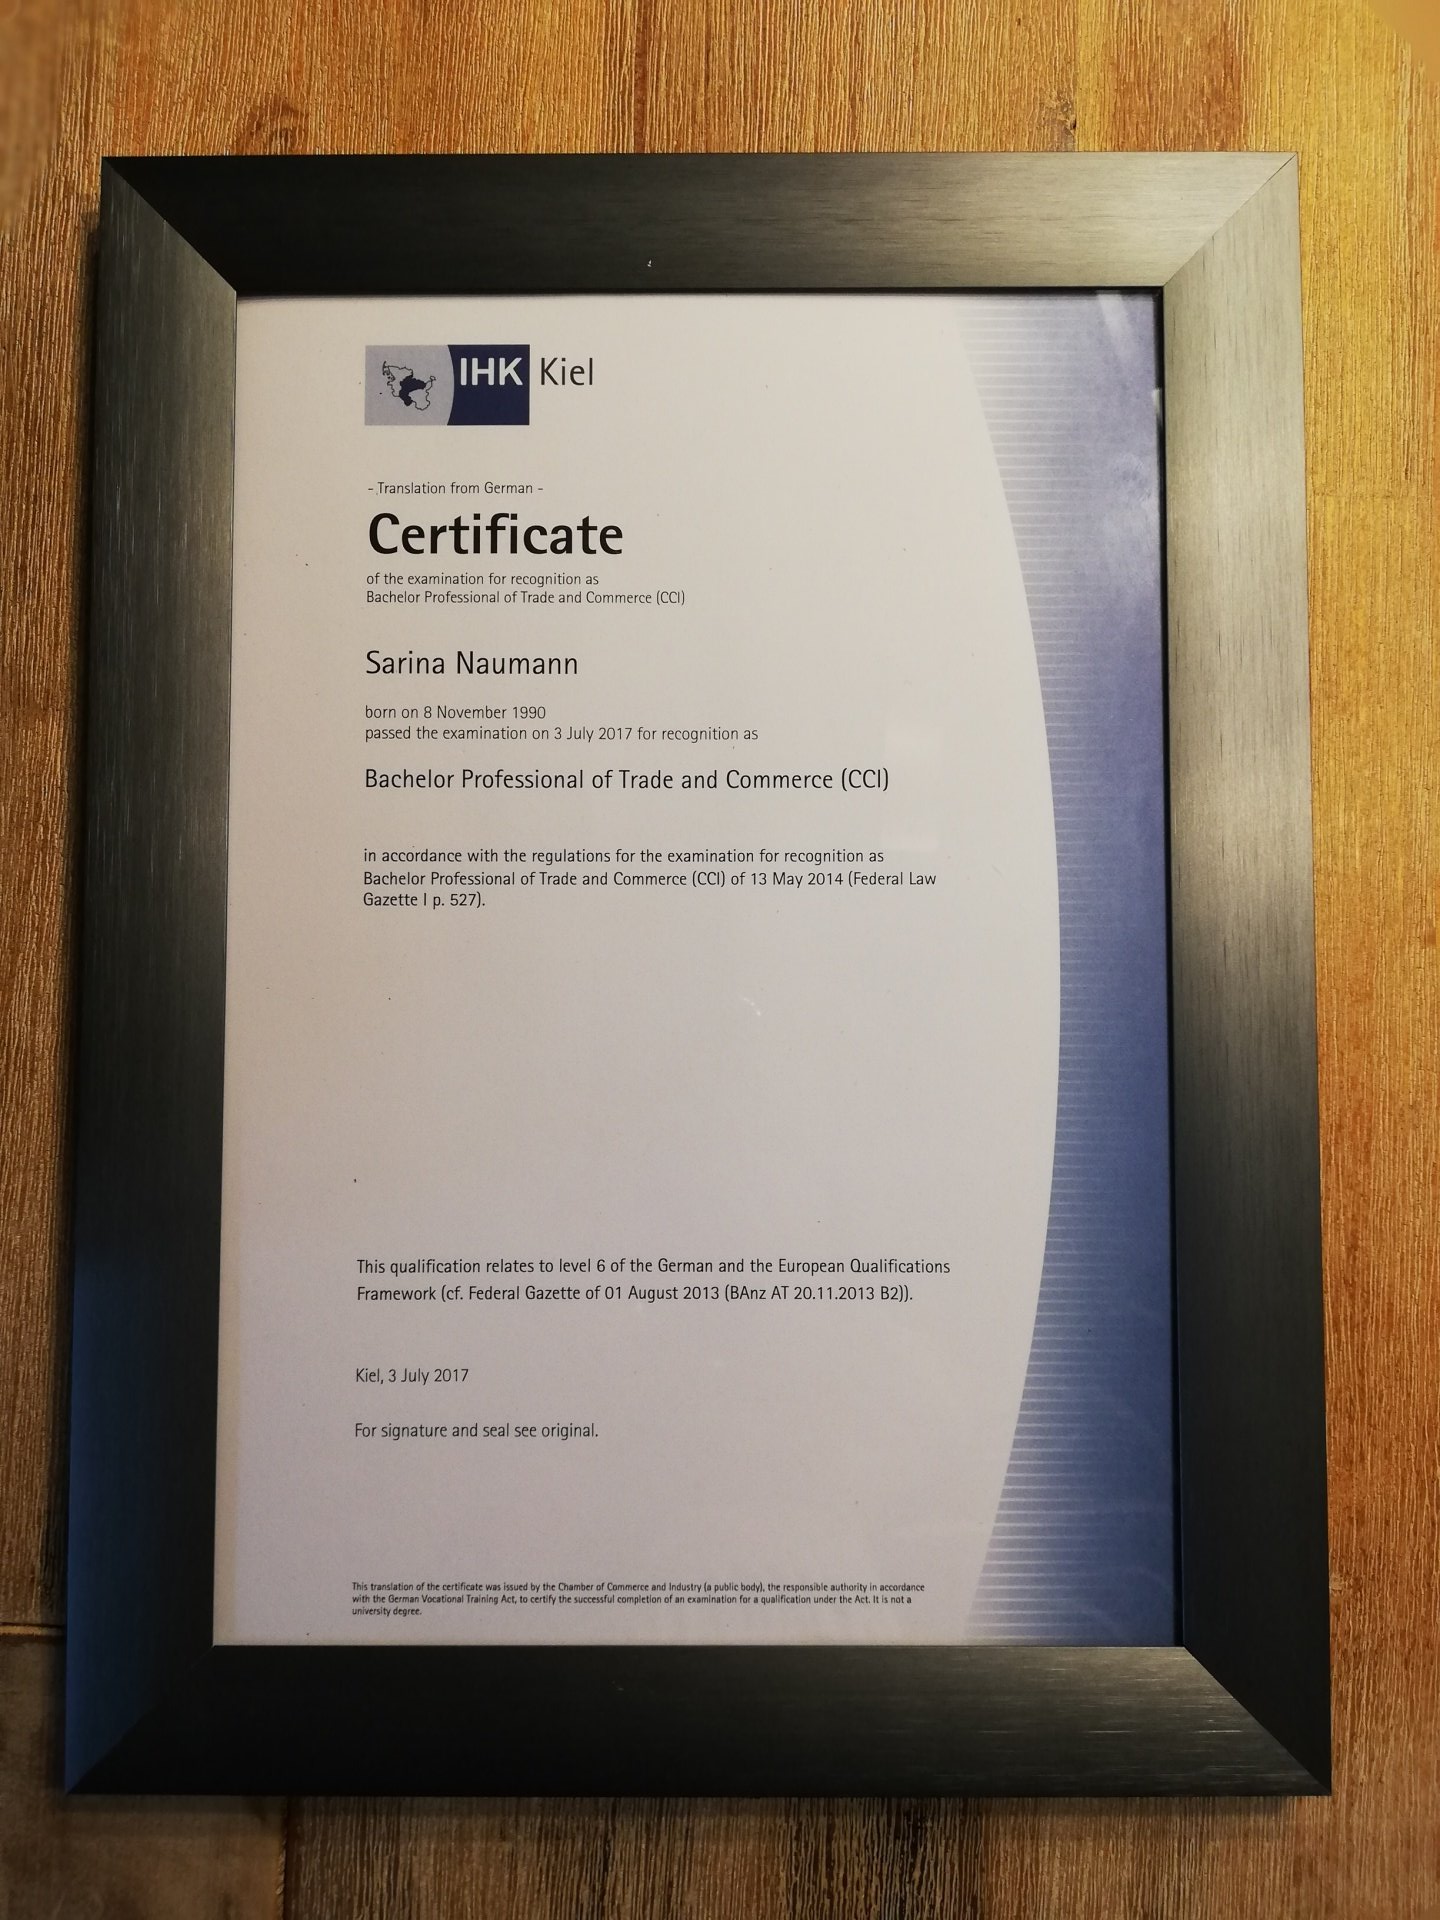 IHK Kiel
- Translation from German -
Certificate
of the examination for recognition as
Bachelor Professional of Trade and Commerce (CCI)
Sarina Naumann
born on 8 November 1990
passed the examination on 3 July 2017 for recognition as
Bachelor Professional of Trade and Commerce (CCI)
in accordance with the regulations for the examination for recognition as
Bachelor Professional of Trade and Commerce (CCI) of 13 May 2014 (Federal Law
Gazette I p. 527).
This qualification relates to level 6 of the German and the European Qualifications
Framework (cf. Federal Gazette of 01 August 2013 (BAnz AT 20.11.2013 B2)).
Kiel, 3 July 2017
For signature and seal see original.
This translation of the certificate was issued by the Chamber of Commerce and Industry (a public body), the responsible authority in accordance
with the German Vocational Training Act, to certify the successful completion of an examination for a qualification under the Act. It is not a
university degree.